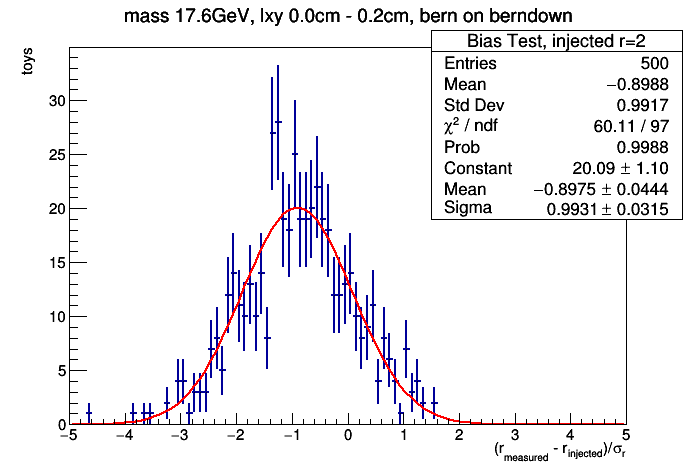 mass 17.6GeV, lxy 0.0cm - 0.2cm, bern on berndown
Bias Test, injected r=2
Entries 500
Mean −0.8988
Std Dev 0.9917
χ² / ndf 60.11 / 97
Prob 0.9988
Constant 20.09 ± 1.10
Mean −0.8975 ± 0.0444
Sigma 0.9931 ± 0.0315
toys
30
25
20
15
10
5
0
−5 −4 −3 −2 −1 0 1 2 3 4 5
(r_measured - r_injected)/σ_r